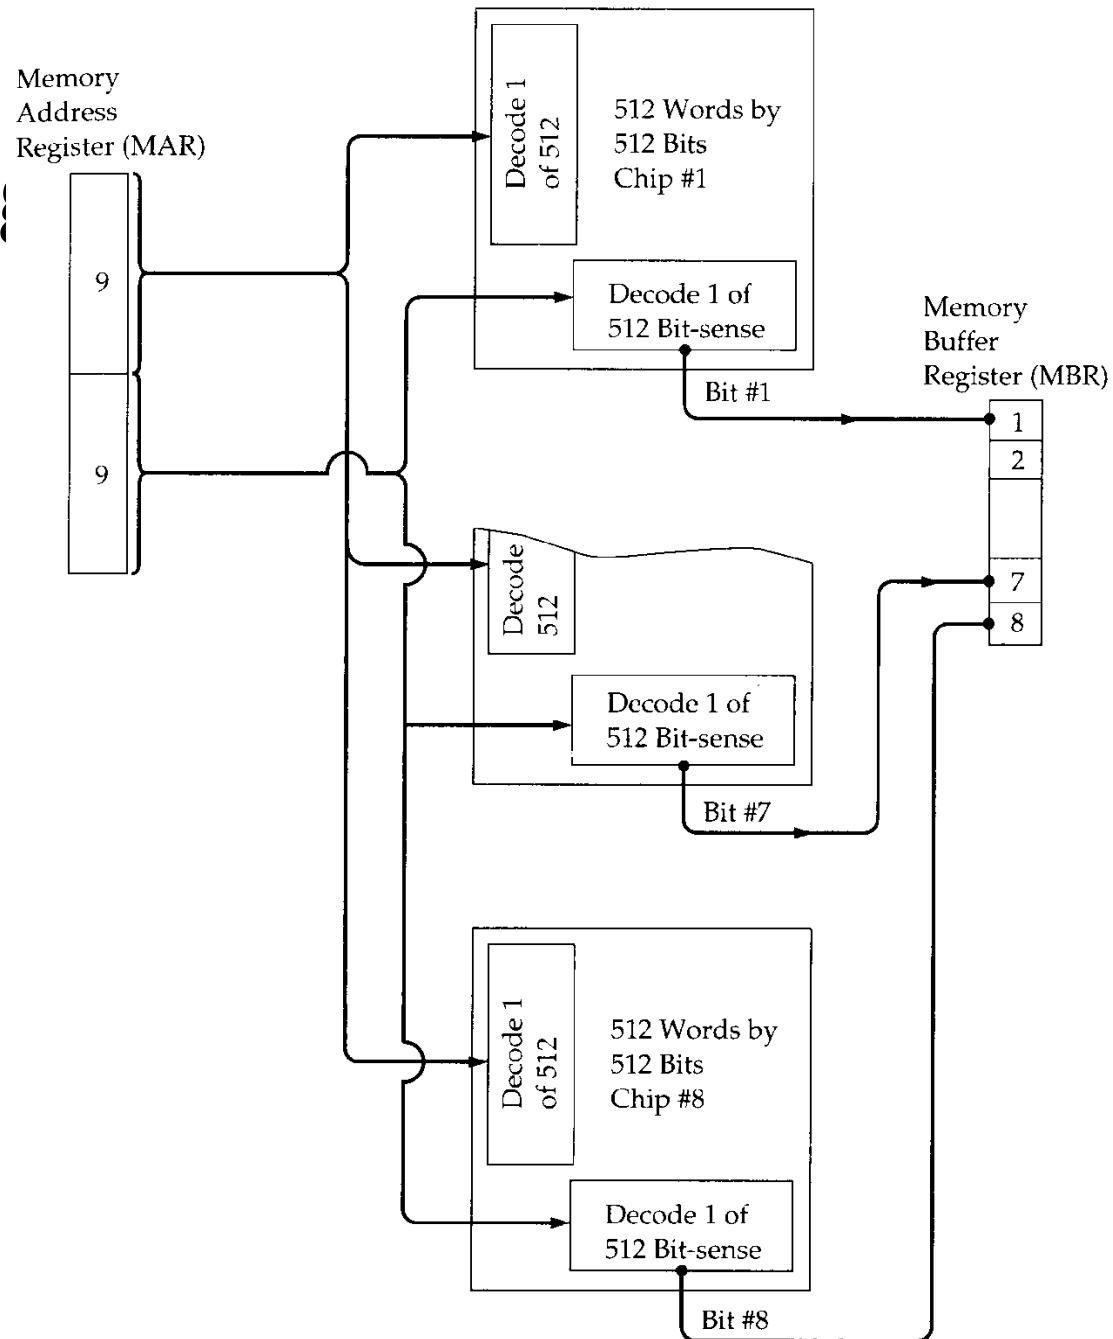 Memory
Address
Register (MAR)
9
9
Decode 1
of 512
512 Words by
512 Bits
Chip #1
Decode 1 of
512 Bit-sense
Bit #1
Memory
Buffer
Register (MBR)
1
2
7
8
Decode
512
Decode 1 of
512 Bit-sense
Bit #7
Decode 1
of 512
512 Words by
512 Bits
Chip #8
Decode 1 of
512 Bit-sense
Bit #8